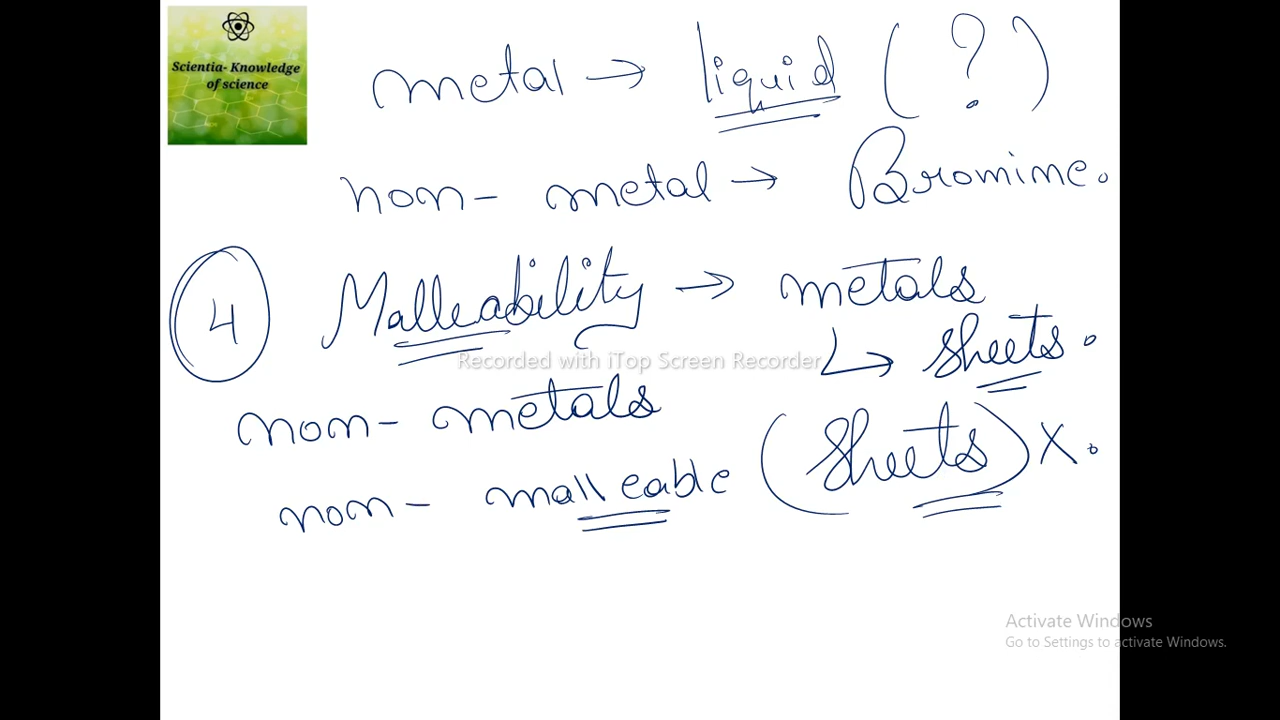 Scientia- Knowledge
of science
metal → liquid (?)
non- metal → Bromine.
4 Malleability → metals
↳ sheets.
Recorded with iTop Screen Recorder
non- metals
non- malleable (sheets) X.
Activate Windows
Go to Settings to activate Windows.